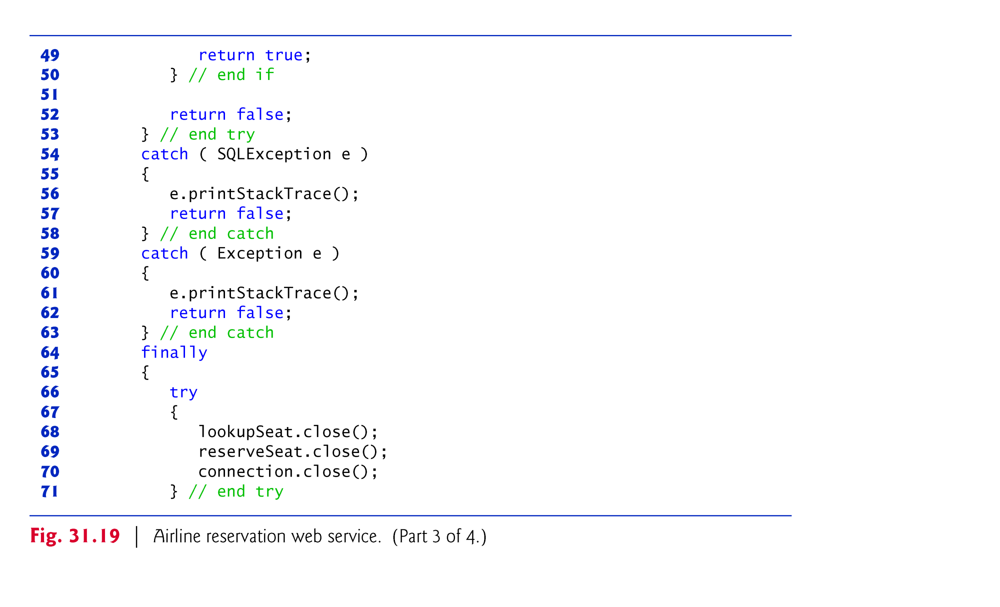 49 return true;
50 } // end if
51
52 return false;
53 } // end try
54 catch ( SQLException e )
55 {
56 e.printStackTrace();
57 return false;
58 } // end catch
59 catch ( Exception e )
60 {
61 e.printStackTrace();
62 return false;
63 } // end catch
64 finally
65 {
66 try
67 {
68 lookupSeat.close();
69 reserveSeat.close();
70 connection.close();
71 } // end try
Fig. 31.19 | Airline reservation web service. (Part 3 of 4.)